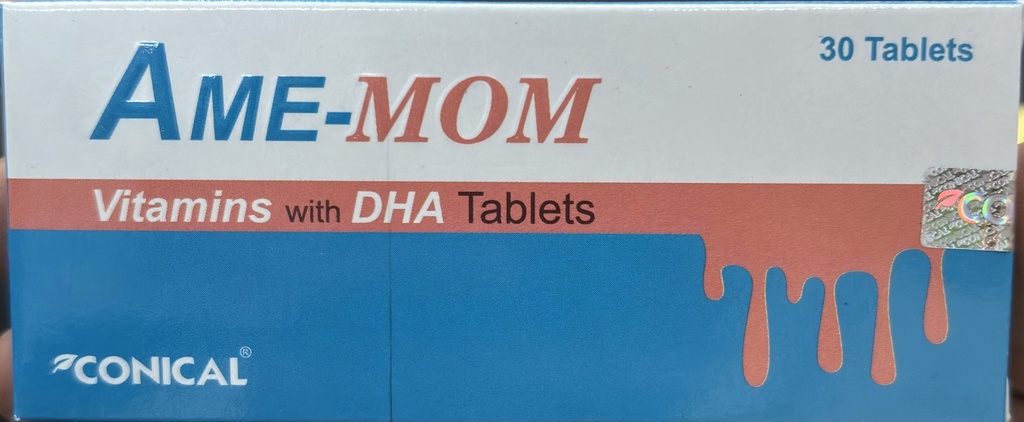 AME-MOM
30 Tablets
Vitamins with DHA Tablets
CONICAL®